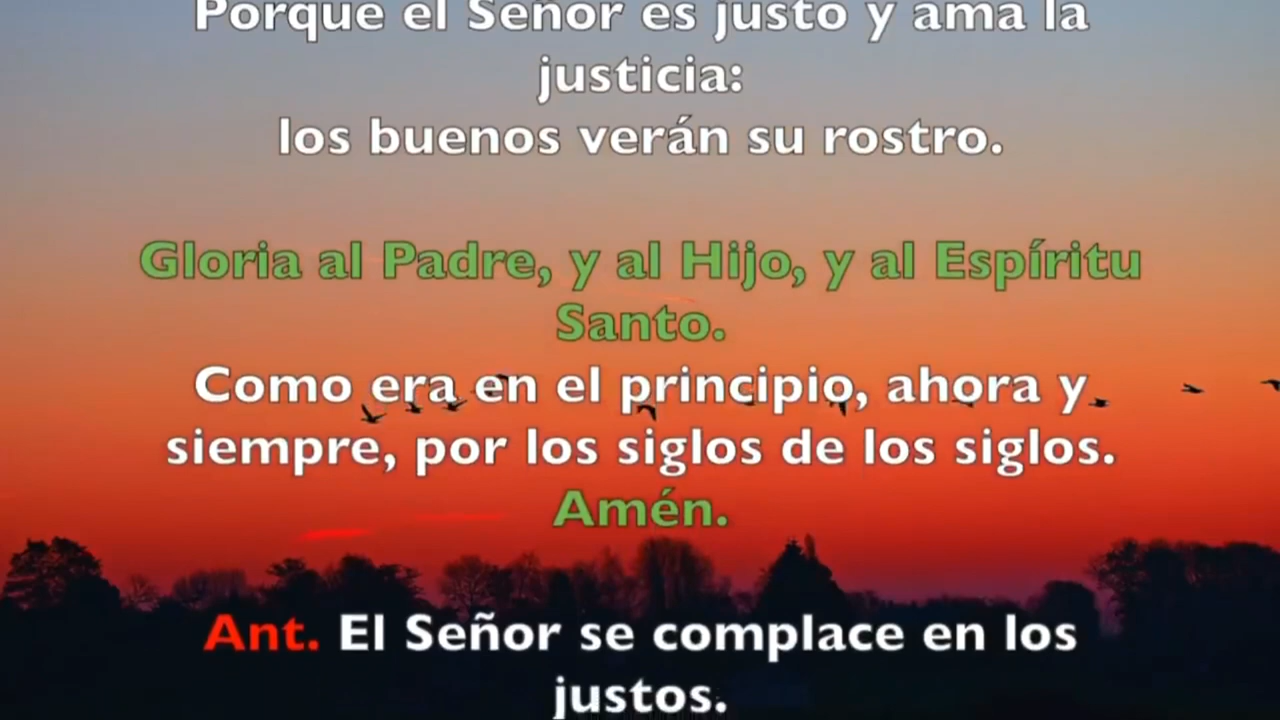 Porque el Señor es justo y ama la
justicia:
los buenos verán su rostro.
Gloria al Padre, y al Hijo, y al Espíritu
Santo.
Como era en el principio, ahora y
siempre, por los siglos de los siglos.
Amén.
Ant. El Señor se complace en los
justos.